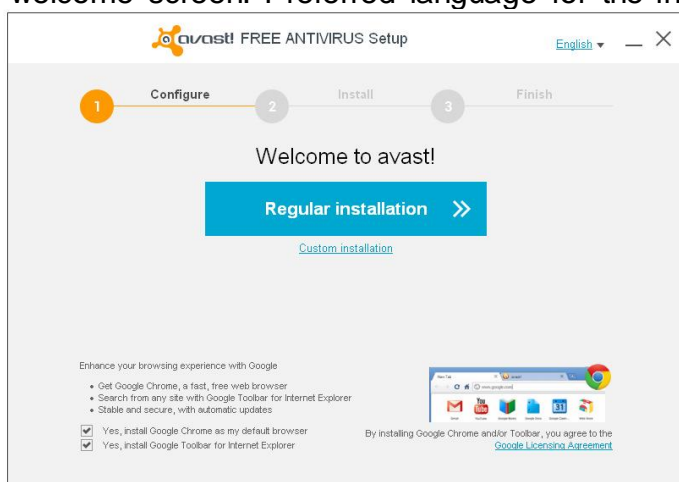 welcome screen. Preferred language for the in
avast! FREE ANTIVIRUS Setup
English
1 Configure 2 Install 3 Finish
Welcome to avast!
Regular installation
Custom installation
Enhance your browsing experience with Google
• Get Google Chrome, a fast, free web browser
• Search from any site with Google Toolbar for Internet Explorer
• Stable and secure, with automatic updates
Yes, install Google Chrome as my default browser
Yes, install Google Toolbar for Internet Explorer
By installing Google Chrome and/or Toolbar, you agree to the
Google Licensing Agreement